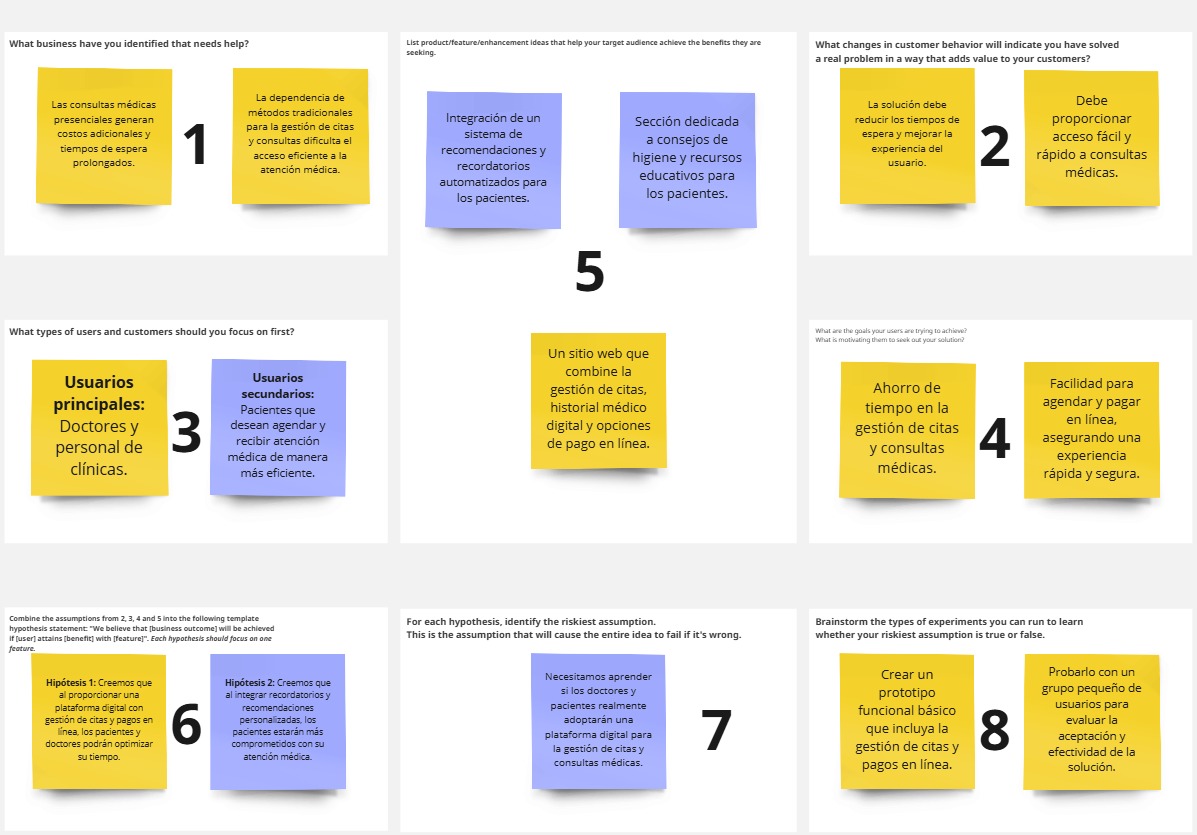 What business have you identified that needs help?
Las consultas médicas
presenciales generan
costos adicionales y
tiempos de espera
prolongados.
1
La dependencia de
métodos tradicionales
para la gestión de citas
y consultas dificulta el
acceso eficiente a la
atención médica.
List product/feature/enhancement ideas that help your target audience achieve the benefits they are
seeking.
Integración de un
sistema de
recomendaciones y
recordatorios
automatizados para
los pacientes.
Sección dedicada
a consejos de
higiene y recursos
educativos para
los pacientes.
5
Un sitio web que
combine la
gestión de citas,
historial médico
digital y opciones
de pago en línea.
What changes in customer behavior will indicate you have solved
a real problem in a way that adds value to your customers?
La solución debe
reducir los tiempos de
espera y mejorar la
experiencia del
usuario.
2
Debe
proporcionar
acceso fácil y
rápido a consultas
médicas.
What types of users and customers should you focus on first?
Usuarios
principales:
Doctores y
personal de
clínicas.
3
Usuarios
secundarios:
Pacientes que
desean agendar y
recibir atención
médica de manera
más eficiente.
What are the goals your users are trying to achieve?
What is motivating them to seek out your solution?
Ahorro de
tiempo en la
gestión de citas
y consultas
médicas.
4
Facilidad para
agendar y pagar
en línea,
asegurando una
experiencia
rápida y segura.
Combine the assumptions from 2, 3, 4 and 5 into the following template
hypothesis statement: "We believe that [business outcome] will be achieved
if [user] attains [benefit] with [feature]". Each hypothesis should focus on one
feature.
Hipótesis 1: Creemos que
al proporcionar una
plataforma digital con
gestión de citas y pagos en
línea, los pacientes y
doctores podrán optimizar
su tiempo.
6
Hipótesis 2: Creemos que
al integrar recordatorios y
recomendaciones
personalizadas, los
pacientes estarán más
comprometidos con su
atención médica.
For each hypothesis, identify the riskiest assumption.
This is the assumption that will cause the entire idea to fail if it's wrong.
Necesitamos aprender
si los doctores y
pacientes realmente
adoptarán una
plataforma digital para
la gestión de citas y
consultas médicas.
7
Brainstorm the types of experiments you can run to learn
whether your riskiest assumption is true or false.
Crear un
prototipo
funcional básico
que incluya la
gestión de citas y
pagos en línea.
8
Probarlo con un
grupo pequeño de
usuarios para
evaluar la
aceptación y
efectividad de la
solución.